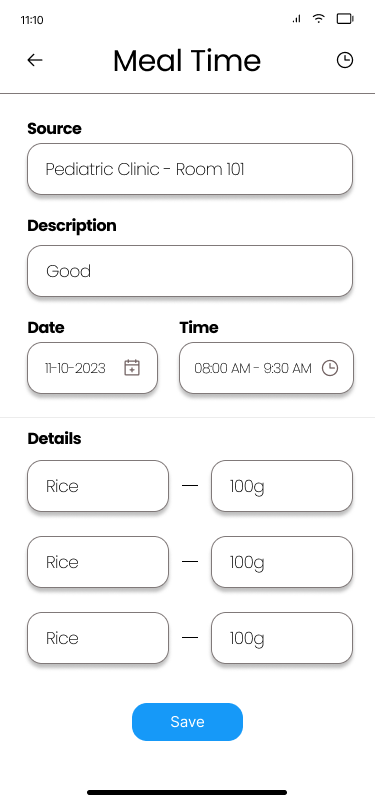 11:10
Meal Time
Source
Pediatric Clinic - Room 101
Description
Good
Date Time
11-10-2023 08:00 AM - 9:30 AM
Details
Rice — 100g
Rice — 100g
Rice — 100g
Save